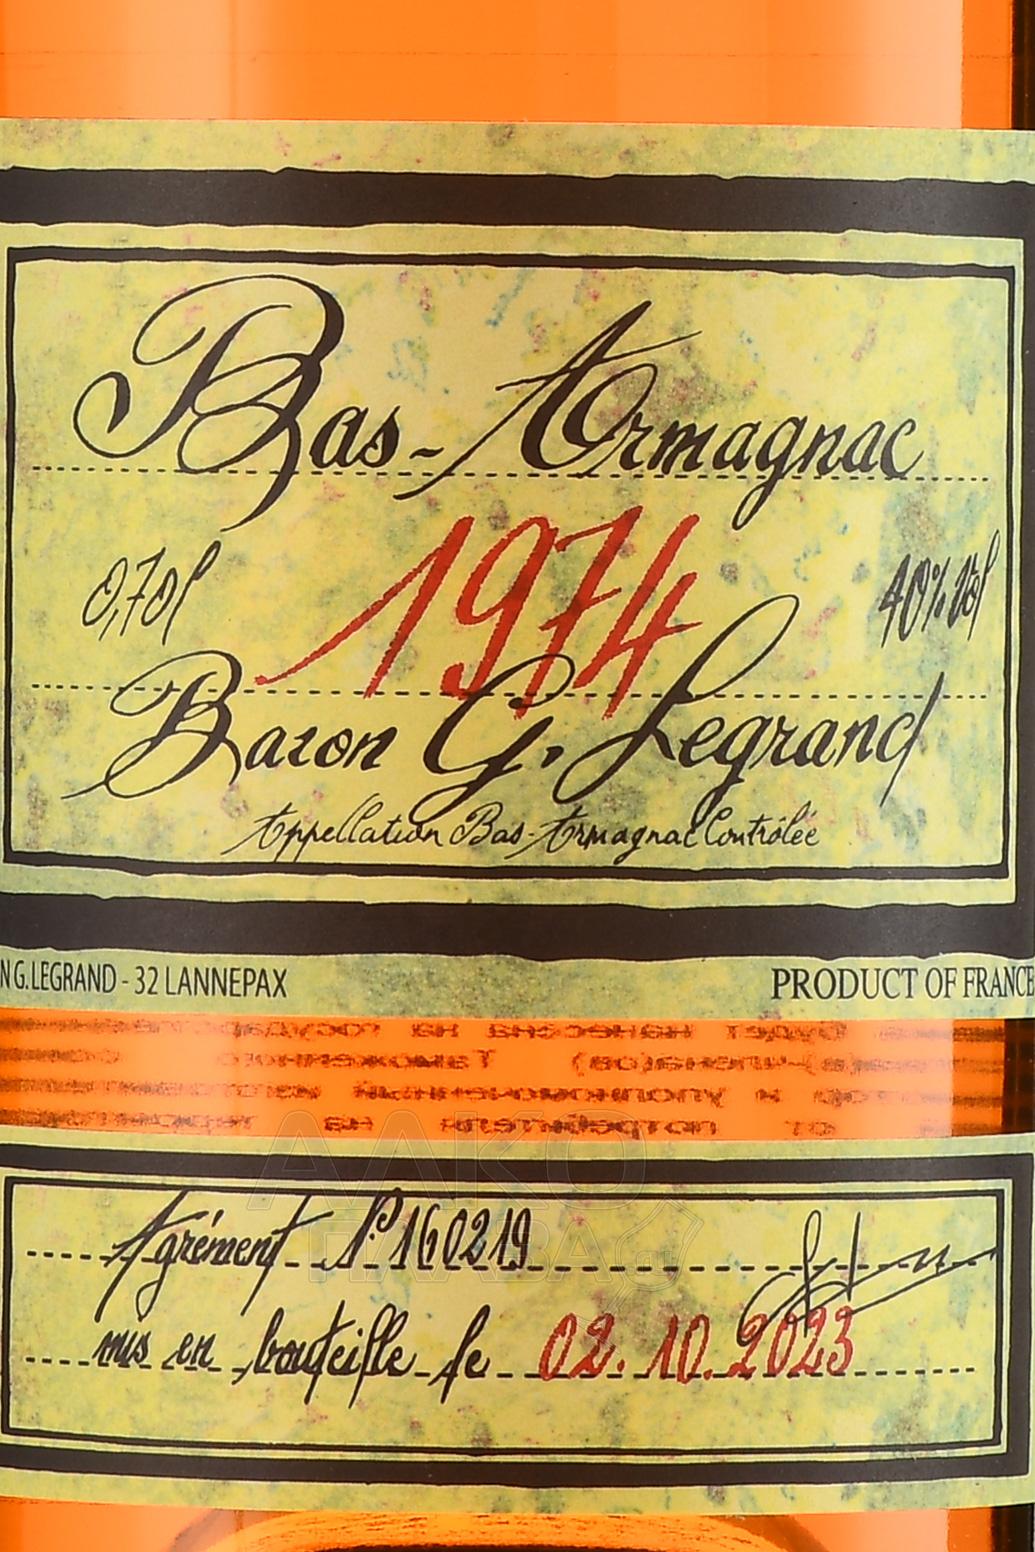 Bas-Armagnac
1974
0,70l
40% Vol
Baron G. Legrand
Appellation Bas-Armagnac Contrôlée
N G. LEGRAND - 32 LANNEPAX
PRODUCT OF FRANCE
Agrément N° 160219
mis en bouteille le 02.10.2023